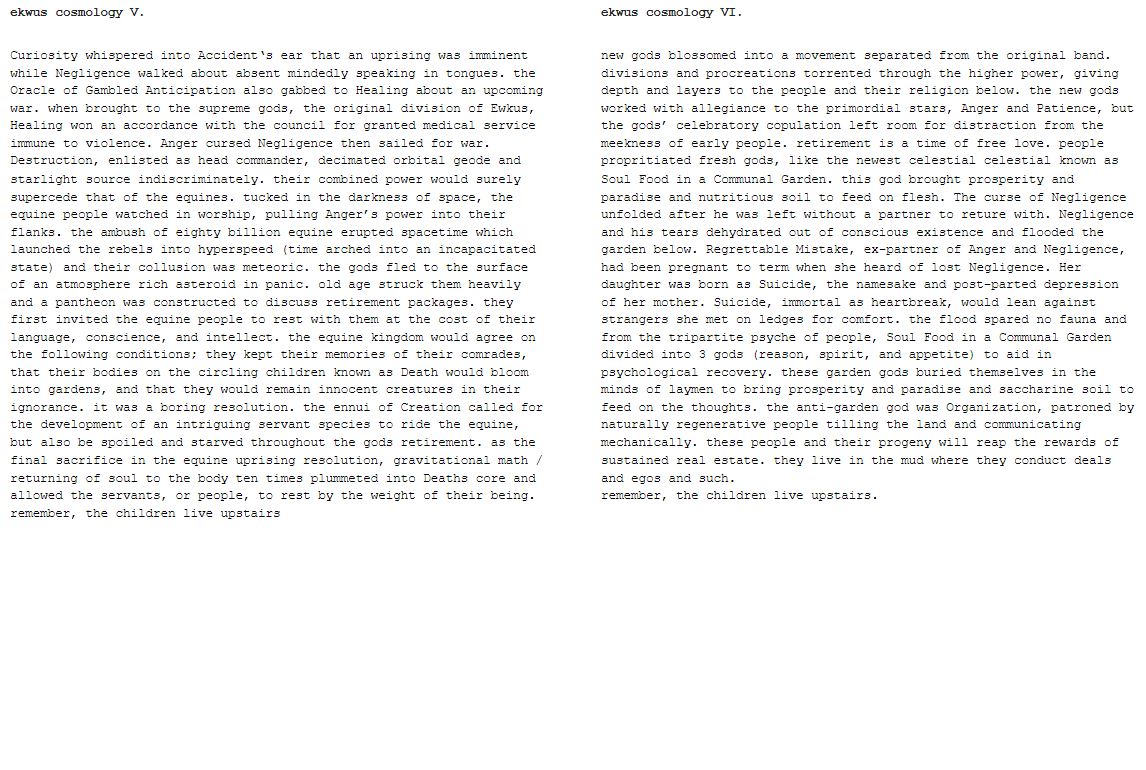 ekwus cosmology V.
Curiosity whispered into Accident‘s ear that an uprising was imminent
while Negligence walked about absent mindedly speaking in tongues. the
Oracle of Gambled Anticipation also gabbed to Healing about an upcoming
war. when brought to the supreme gods, the original division of Ewkus,
Healing won an accordance with the council for granted medical service
immune to violence. Anger cursed Negligence then sailed for war.
Destruction, enlisted as head commander, decimated orbital geode and
starlight source indiscriminately. their combined power would surely
supercede that of the equines. tucked in the darkness of space, the
equine people watched in worship, pulling Anger’s power into their
flanks. the ambush of eighty billion equine erupted spacetime which
launched the rebels into hyperspeed (time arched into an incapacitated
state) and their collusion was meteoric. the gods fled to the surface
of an atmosphere rich asteroid in panic. old age struck them heavily
and a pantheon was constructed to discuss retirement packages. they
first invited the equine people to rest with them at the cost of their
language, conscience, and intellect. the equine kingdom would agree on
the following conditions; they kept their memories of their comrades,
that their bodies on the circling children known as Death would bloom
into gardens, and that they would remain innocent creatures in their
ignorance. it was a boring resolution. the ennui of Creation called for
the development of an intriguing servant species to ride the equine,
but also be spoiled and starved throughout the gods retirement. as the
final sacrifice in the equine uprising resolution, gravitational math /
returning of soul to the body ten times plummeted into Deaths core and
allowed the servants, or people, to rest by the weight of their being.
remember, the children live upstairs
ekwus cosmology VI.
new gods blossomed into a movement separated from the original band.
divisions and procreations torrented through the higher power, giving
depth and layers to the people and their religion below. the new gods
worked with allegiance to the primordial stars, Anger and Patience, but
the gods’ celebratory copulation left room for distraction from the
meekness of early people. retirement is a time of free love. people
propritiated fresh gods, like the newest celestial celestial known as
Soul Food in a Communal Garden. this god brought prosperity and
paradise and nutritious soil to feed on flesh. The curse of Negligence
unfolded after he was left without a partner to reture with. Negligence
and his tears dehydrated out of conscious existence and flooded the
garden below. Regrettable Mistake, ex-partner of Anger and Negligence,
had been pregnant to term when she heard of lost Negligence. Her
daughter was born as Suicide, the namesake and post-parted depression
of her mother. Suicide, immortal as heartbreak, would lean against
strangers she met on ledges for comfort. the flood spared no fauna and
from the tripartite psyche of people, Soul Food in a Communal Garden
divided into 3 gods (reason, spirit, and appetite) to aid in
psychological recovery. these garden gods buried themselves in the
minds of laymen to bring prosperity and paradise and saccharine soil to
feed on the thoughts. the anti-garden god was Organization, patroned by
naturally regenerative people tilling the land and communicating
mechanically. these people and their progeny will reap the rewards of
sustained real estate. they live in the mud where they conduct deals
and egos and such.
remember, the children live upstairs.